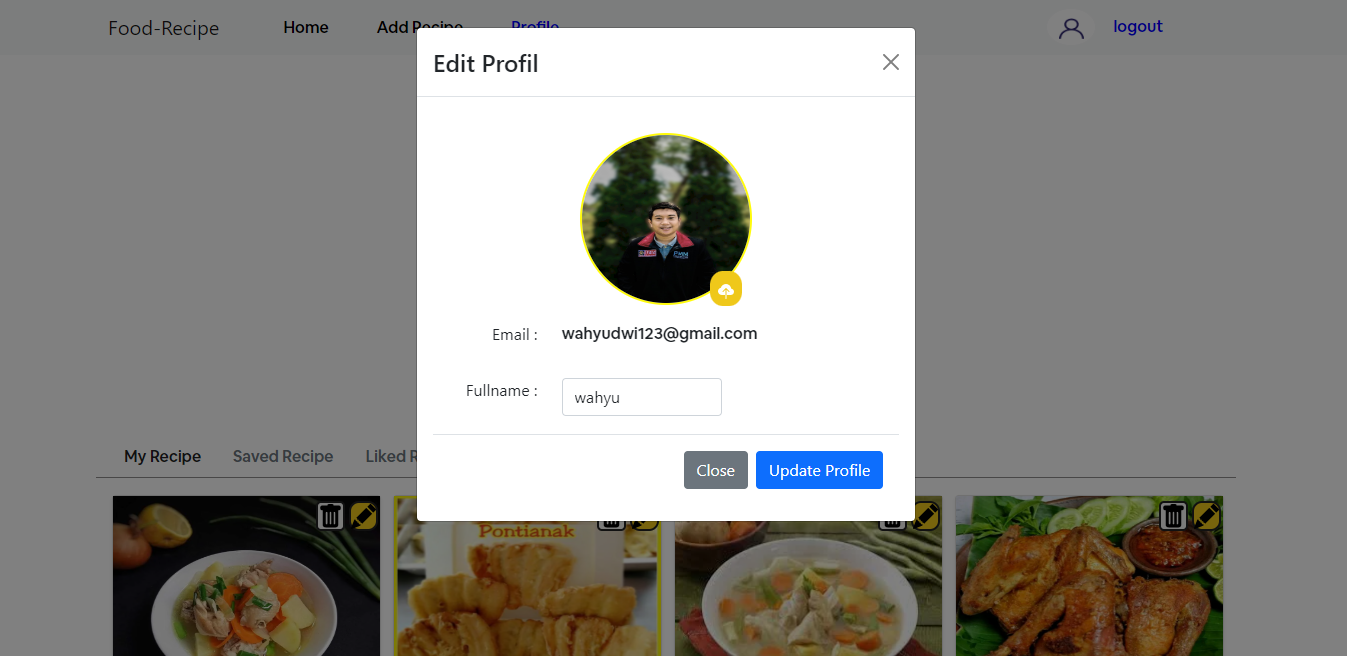 Food-Recipe Home Add Recipe Profile logout
Edit Profil
Email : wahyudwi123@gmail.com
Fullname : wahyu
My Recipe Saved Recipe Liked R
Close Update Profile
Pontianak